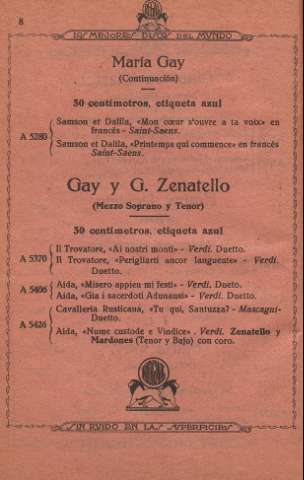 8
LOS MEJORES DISCOS DEL MUNDO
María Gay
(Continuación)
30 centímetros, etiqueta azul
A 5280
Samson et Dalila, «Mon cœur s'ouvre a ta voix» en
francés - Saint-Saens.
Samson et Dalila, «Printemps qui commence» en francés
Saint-Saens.
Gay y G. Zenatello
(Mezzo Soprano y Tenor)
30 centímetros, etiqueta azul
A 5370
Il Trovatore, «Ai nostri monti» - Verdi. Duetto.
Il Trovatore, «Perigliarti ancor languente» - Verdi.
Duetto.
A 5406
Aida, «Misero appien mi festi» - Verdi. Duetto.
Aida, «Gia i sacerdoti Adunansi» - Verdi. Duetto.
A 5426
Cavalleria Rusticana, «Tu qui, Santuzza? - Mascagni-
Duetto.
Aida, «Nume custode e Vindice» . Verdi. Zenatello y
Mardones (Tenor y Bajo) con coro.
SIN RUIDO EN LAS SUPERFICIES